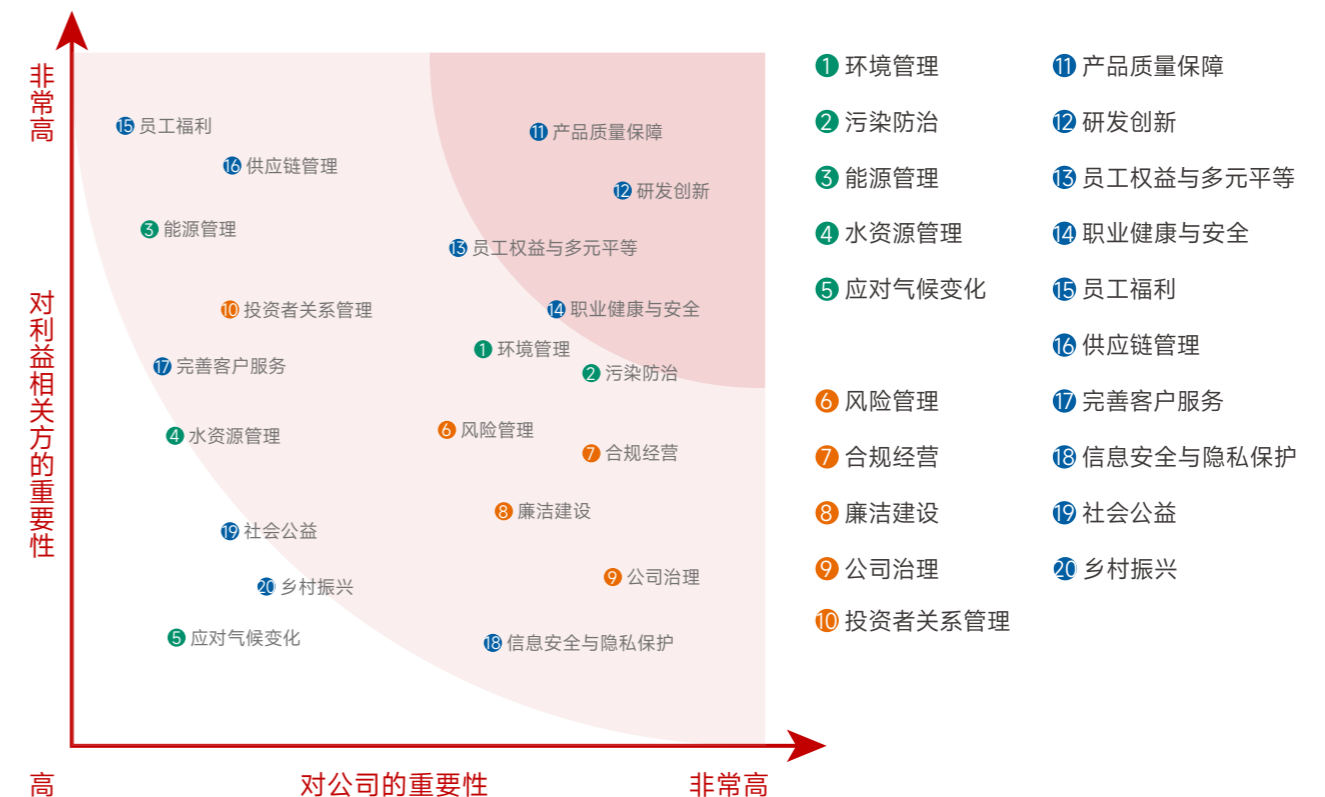 非常高
对利益相关方的重要性
15 员工福利
11 产品质量保障
16 供应链管理
12 研发创新
3 能源管理
13 员工权益与多元平等
10 投资者关系管理
14 职业健康与安全
1 环境管理
17 完善客户服务
2 污染防治
6 风险管理
4 水资源管理
7 合规经营
8 廉洁建设
19 社会公益
9 公司治理
20 乡村振兴
5 应对气候变化
18 信息安全与隐私保护
高
对公司的重要性
非常高
1 环境管理
2 污染防治
3 能源管理
4 水资源管理
5 应对气候变化
6 风险管理
7 合规经营
8 廉洁建设
9 公司治理
10 投资者关系管理
11 产品质量保障
12 研发创新
13 员工权益与多元平等
14 职业健康与安全
15 员工福利
16 供应链管理
17 完善客户服务
18 信息安全与隐私保护
19 社会公益
20 乡村振兴